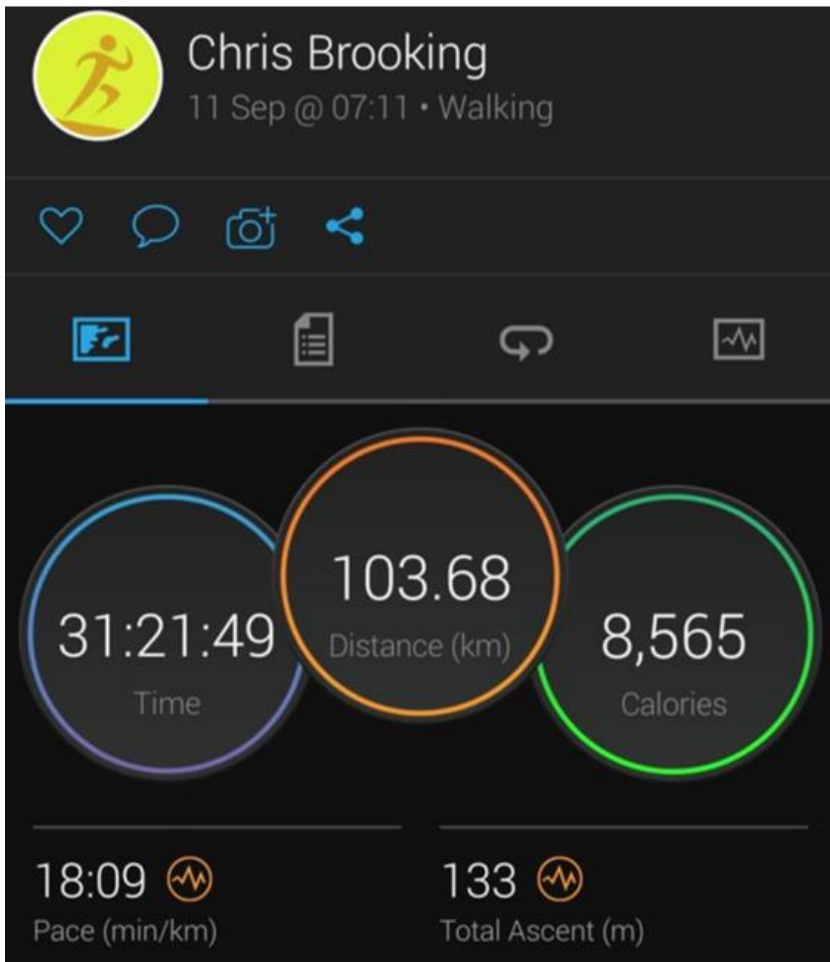 Chris Brooking
11 Sep @ 07:11 • Walking
103.68
Distance (km)
31:21:49
Time
8,565
Calories
18:09
Pace (min/km)
133
Total Ascent (m)